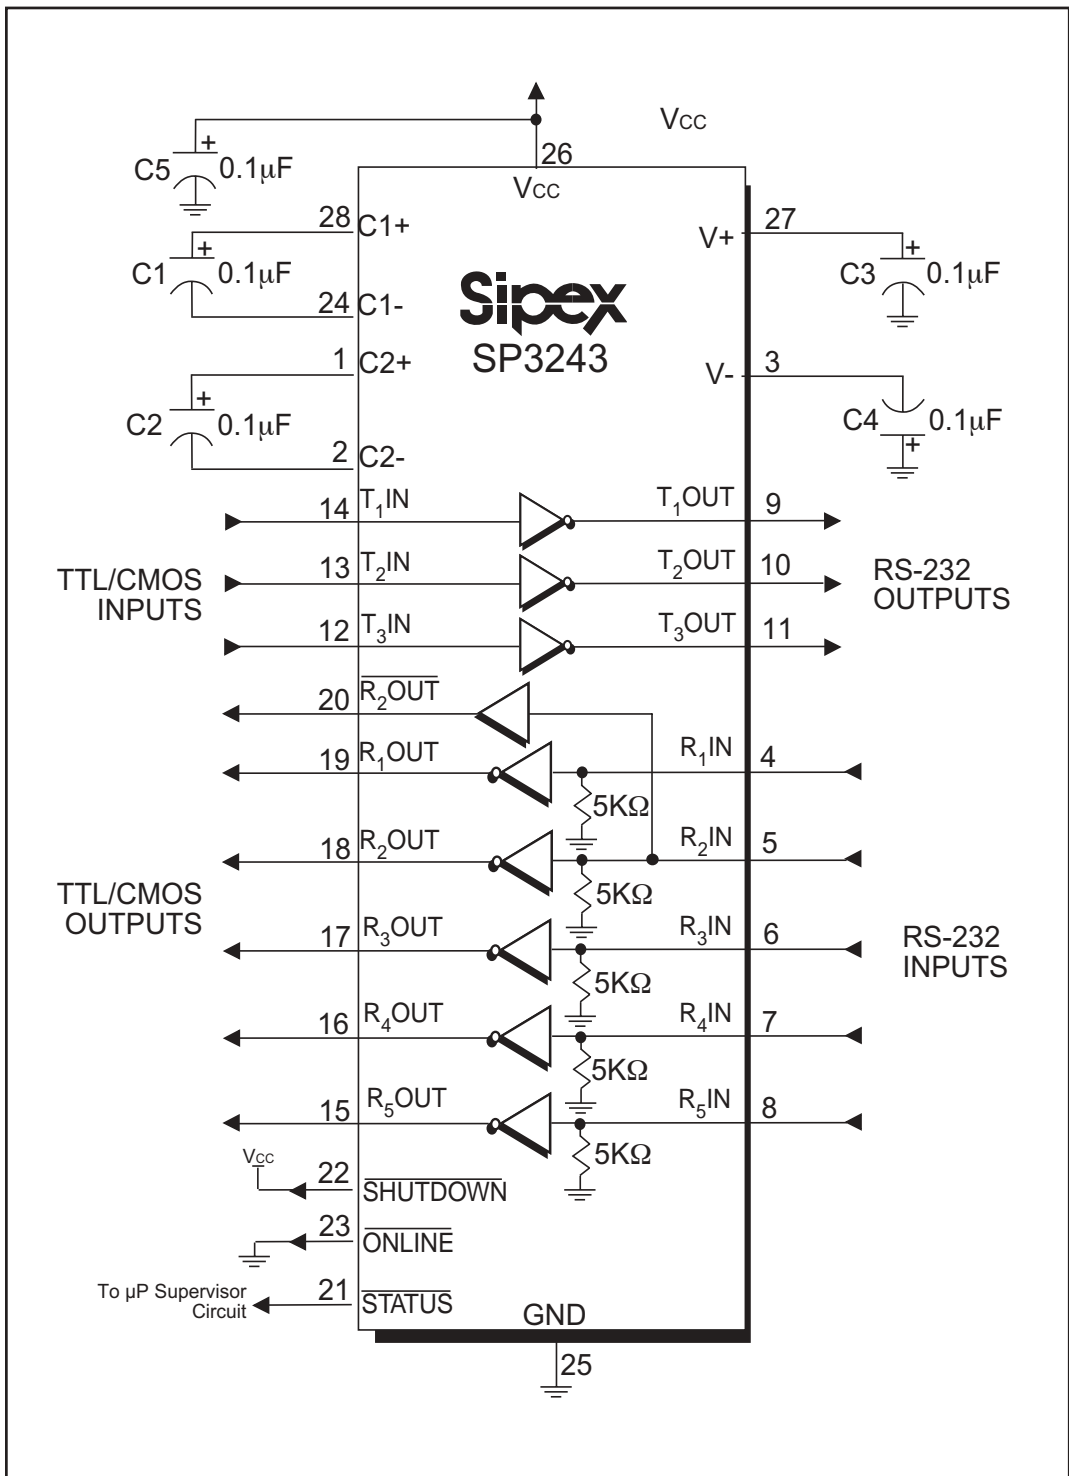 VCC
26
VCC
C5
+
0.1µF
28
C1+
C1
+
0.1µF
24
C1-
1
C2+
C2
+
0.1µF
2
C2-
Sipex
SP3243
V+
27
C3
+
0.1µF
V-
3
C4
0.1µF
+
14 T1IN T1OUT 9
13 T2IN T2OUT 10
12 T3IN T3OUT 11
TTL/CMOS
INPUTS
RS-232
OUTPUTS
20 R2OUT
19 R1OUT R1IN 4
5KΩ
18 R2OUT R2IN 5
5KΩ
TTL/CMOS
OUTPUTS
17 R3OUT R3IN 6
5KΩ
RS-232
INPUTS
16 R4OUT R4IN 7
5KΩ
15 R5OUT R5IN 8
5KΩ
VCC
22 SHUTDOWN
23 ONLINE
To µP Supervisor
Circuit
21 STATUS
GND
25